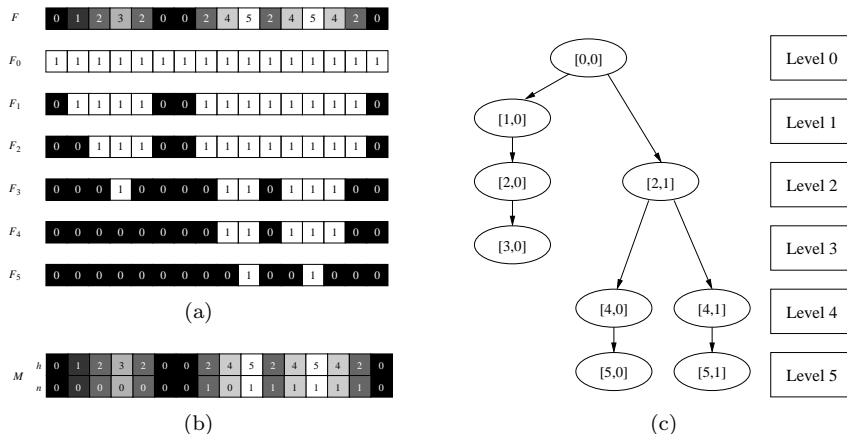 F 0 1 2 3 2 0 0 2 4 5 2 4 5 4 2 0
F0 1 1 1 1 1 1 1 1 1 1 1 1 1 1 1 1
F1 0 1 1 1 1 0 0 1 1 1 1 1 1 1 1 0
F2 0 0 1 1 1 0 0 1 1 1 1 1 1 1 1 0
F3 0 0 0 1 0 0 0 0 1 1 0 1 1 1 0 0
F4 0 0 0 0 0 0 0 0 1 1 0 1 1 1 0 0
F5 0 0 0 0 0 0 0 0 0 1 0 0 1 0 0 0
(a)
M
h 0 1 2 3 2 0 0 2 4 5 2 4 5 4 2 0
n 0 0 0 0 0 0 0 1 0 1 1 1 1 1 1 0
(b)
[0,0] Level 0
[1,0] Level 1
[2,0] [2,1] Level 2
[3,0] Level 3
[4,0] [4,1] Level 4
[5,0] [5,1] Level 5
(c)